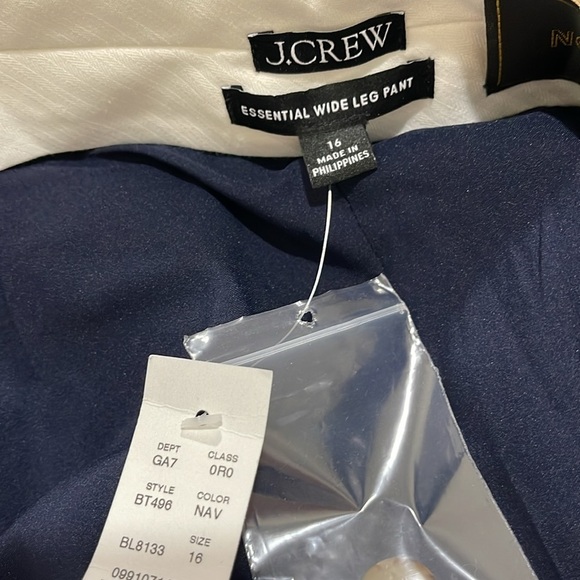 J.CREW
ESSENTIAL WIDE LEG PANT
16
MADE IN
PHILIPPINES
DEPT CLASS
GA7 0R0
STYLE COLOR
BT496 NAV
BL8133 SIZE
16